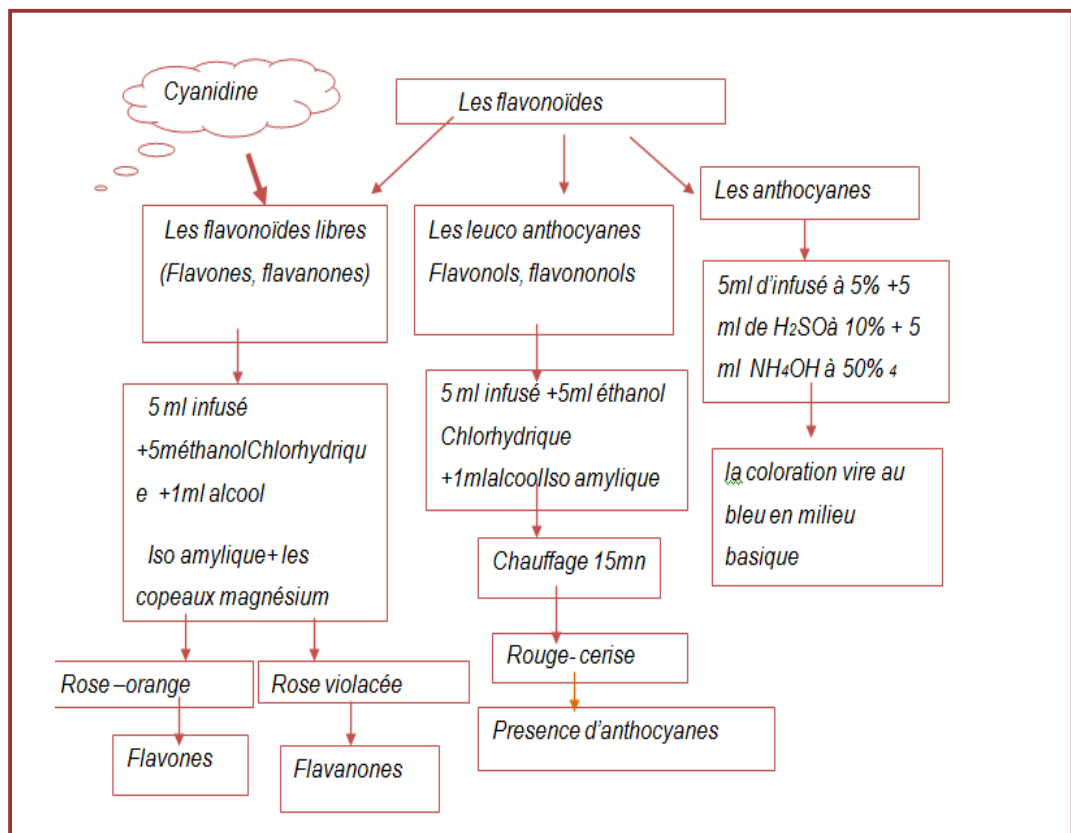 Cyanidine
Les flavonoïdes
Les flavonoïdes libres
(Flavones, flavanones)
Les leuco anthocyanes
Flavonols, flavononols
Les anthocyanes
5ml d’infusé à 5% +5
ml de H2SOà 10% + 5
ml NH4OH à 50% 4
5 ml infusé
+5méthanolChlorhydriqu
e +1ml alcool
Iso amylique+ les
copeaux magnésium
5 ml infusé +5ml éthanol
Chlorhydrique
+1mlalcoolIso amylique
la coloration vire au
bleu en milieu
basique
Chauffage 15mn
Rouge- cerise
Presence d’anthocyanes
Rose –orange
Rose violacée
Flavones
Flavanones